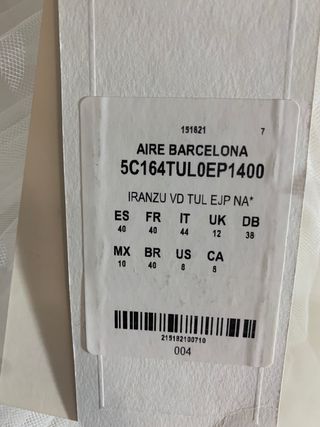 151821 7
AIRE BARCELONA
5C164TUL0EP1400
IRANZU VD TUL EJP NA*
ES FR IT UK DB
40 40 44 12 38
MX BR US CA
10 40 8 8
215182100710
004